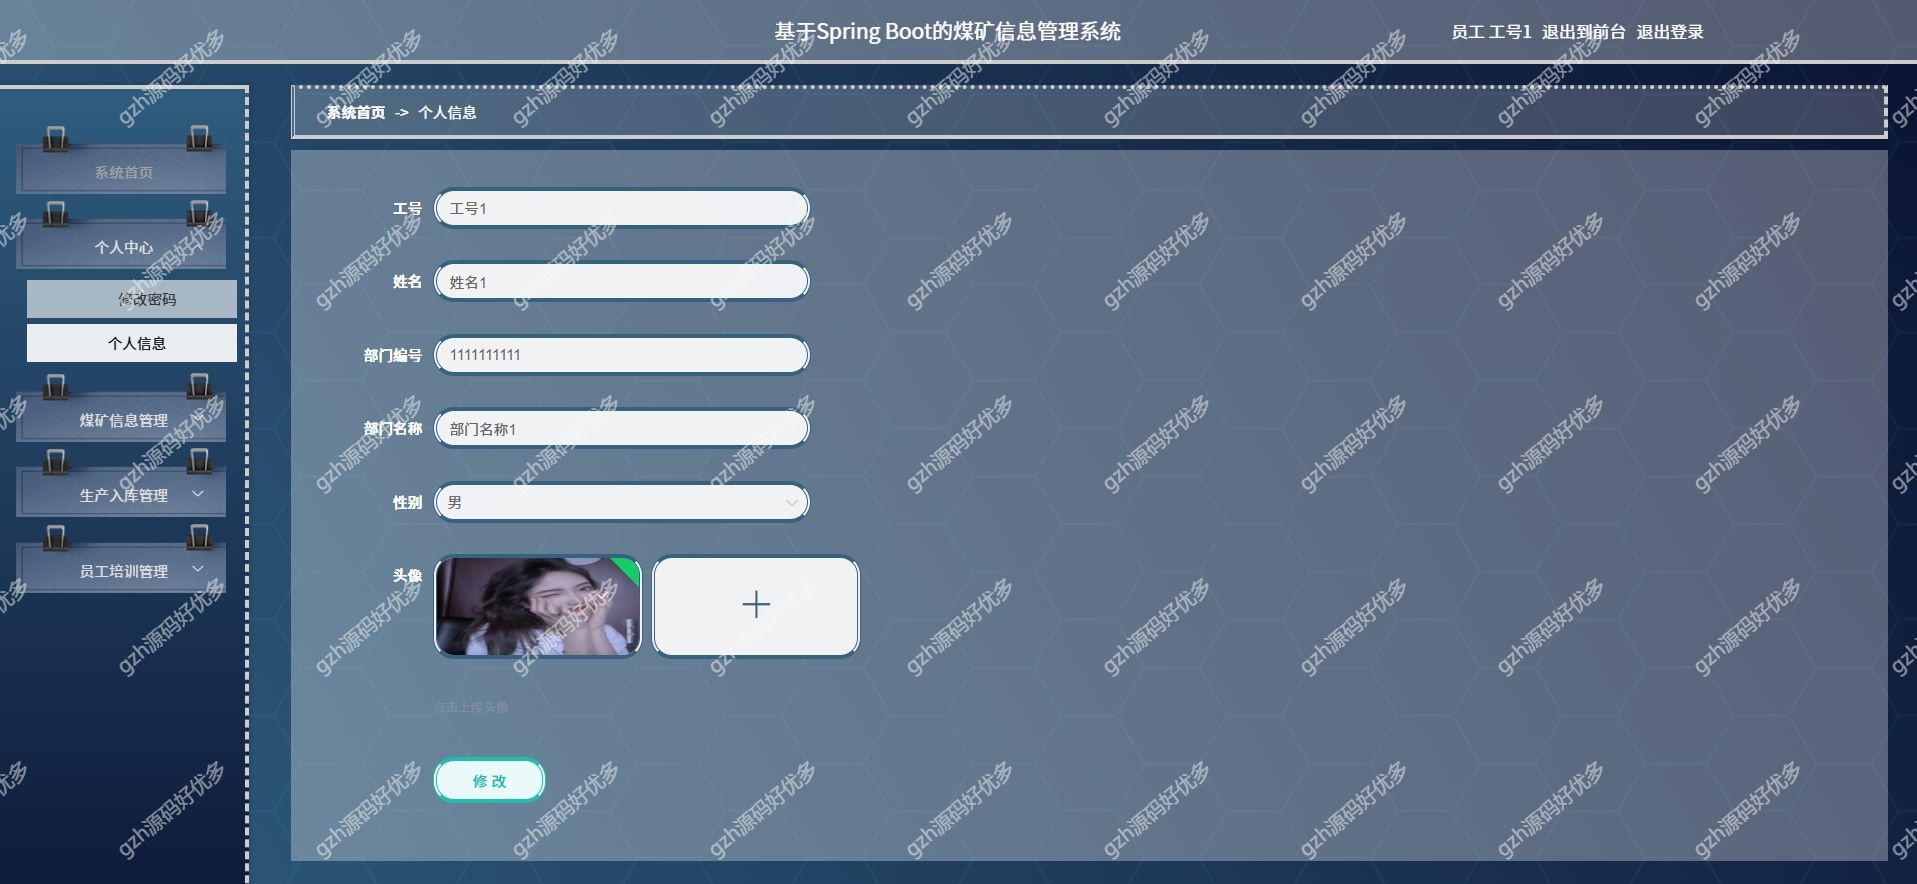 基于Spring Boot的煤矿信息管理系统
员工 工号1 退出到前台 退出登录
系统首页 -> 个人信息
系统首页
个人中心
修改密码
个人信息
煤矿信息管理
生产入库管理
员工培训管理
工号 工号1
姓名 姓名1
部门编号 1111111111
部门名称 部门名称1
性别 男
头像
点击上传头像
修 改
gzh源码好优多